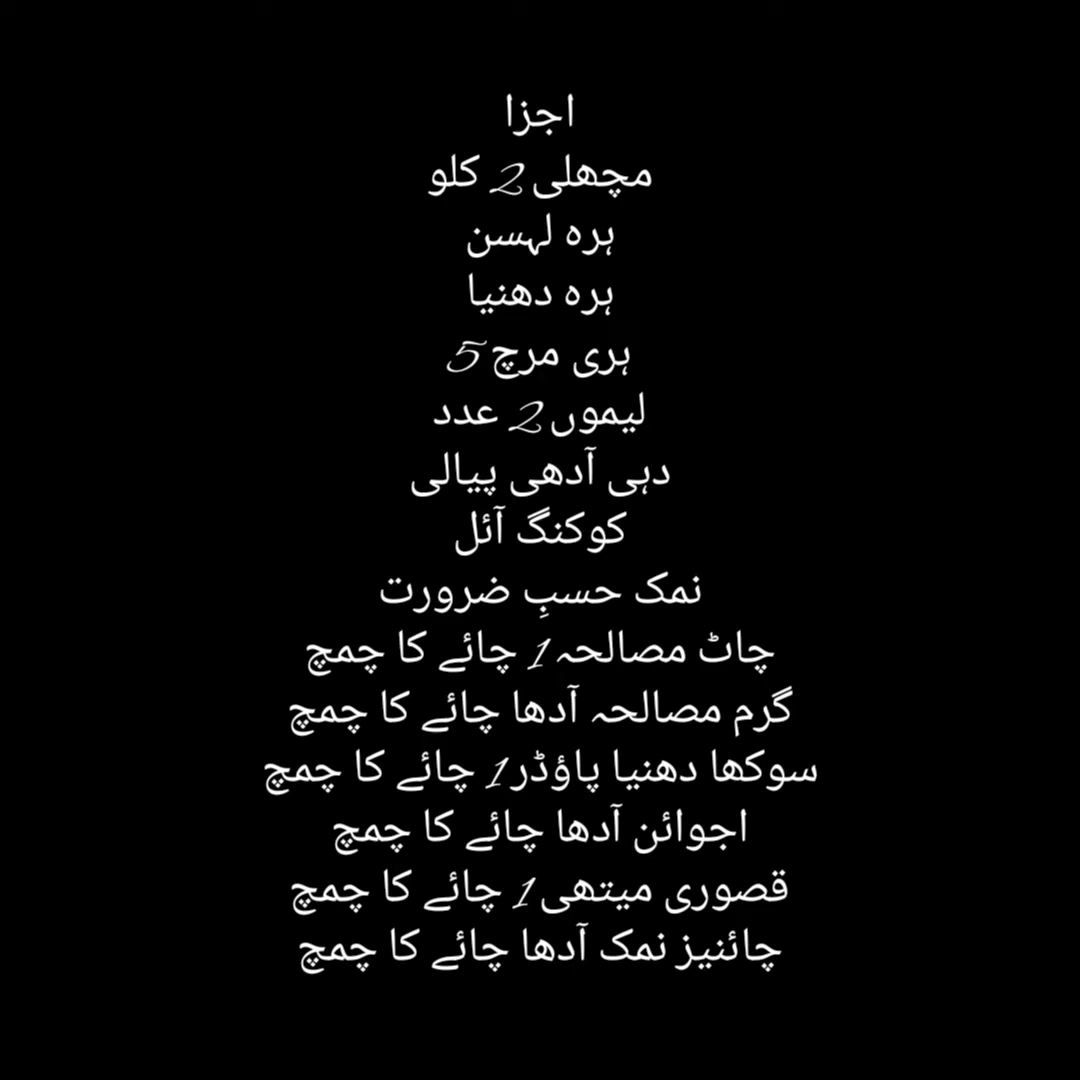 اجزا
مچھلی 2 کلو
ہرہ لہسن
ہرہ دھنیا
ہری مرچ 5
لیموں 2 عدد
دہی آدھی پیالی
کوکنگ آئل
نمک حسبِ ضرورت
چاٹ مصالحہ 1 چائے کا چمچ
گرم مصالحہ آدھا چائے کا چمچ
سوکھا دھنیا پاؤڈر 1 چائے کا چمچ
اجوائن آدھا چائے کا چمچ
قصوری میتھی 1 چائے کا چمچ
چائنیز نمک آدھا چائے کا چمچ